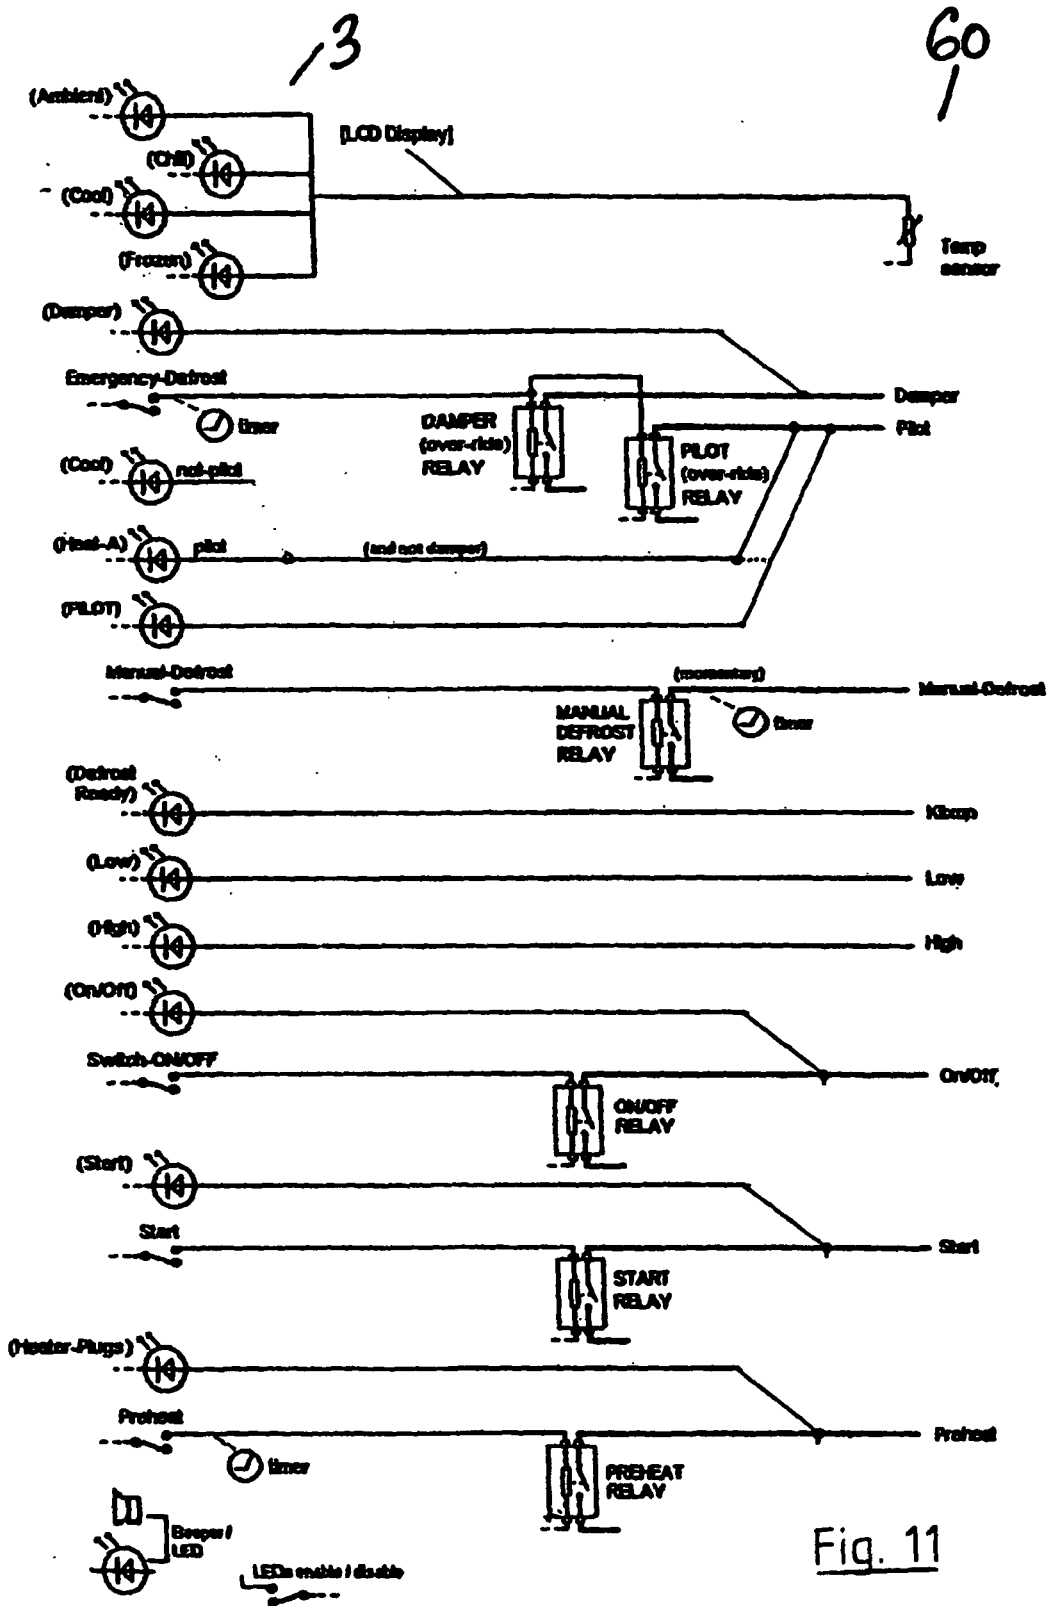 3
60
(Ambient)
[LCD Display]
(Chill)
(Cool)
(Frozen)
Temp
sensor
(Damper)
Emergency-Defrost
timer
DAMPER
(over-ride)
RELAY
Damper
Pilot
PILOT
(over-ride)
RELAY
(Cool)
not-pilot
(Heat-A)
pilot
(and not damper)
(PILOT)
Manual-Defrost
(momentary)
Manual-Defrost
MANUAL
DEFROST
RELAY
timer
(Defrost
Ready)
(Low)
Low
(High)
High
(On/Off)
Switch-ON/OFF
On/Off
ON/OFF
RELAY
(Start)
Start
Start
START
RELAY
(Heater-Plugs)
Preheat
Preheat
timer
PREHEAT
RELAY
Beeper /
LED
LEDs enable / disable
Fig. 11